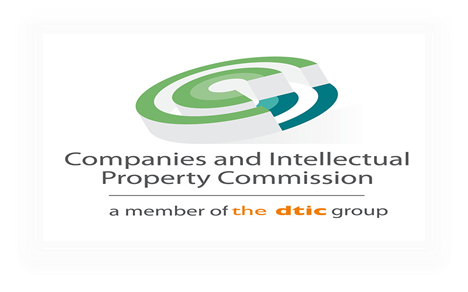 Companies and Intellectual
Property Commission
a member of the dtic group